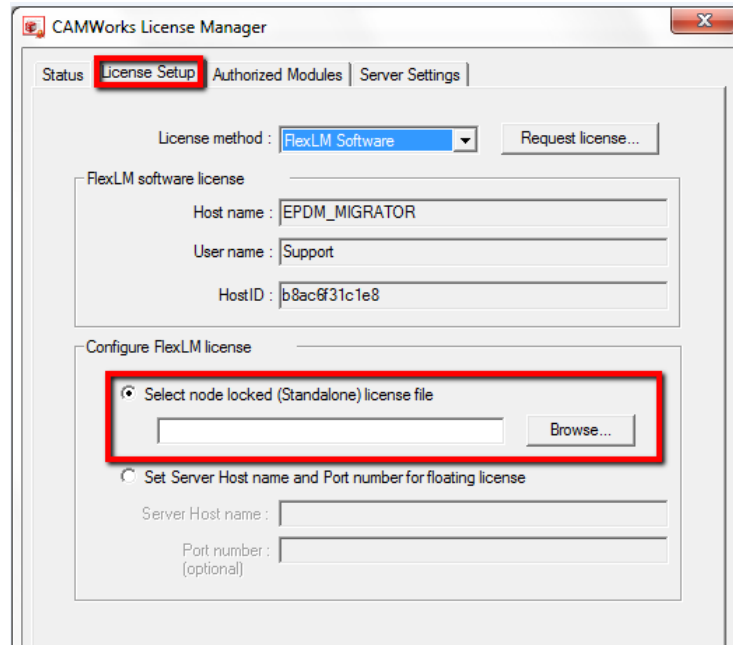 CAMWorks License Manager
Status License Setup Authorized Modules Server Settings
License method : FlexLM Software Request license...
FlexLM software license
Host name : EPDM_MIGRATOR
User name : Support
HostID : b8ac6f31c1e8
Configure FlexLM license
Select node locked (Standalone) license file
Browse...
Set Server Host name and Port number for floating license
Server Host name :
Port number :
(optional)